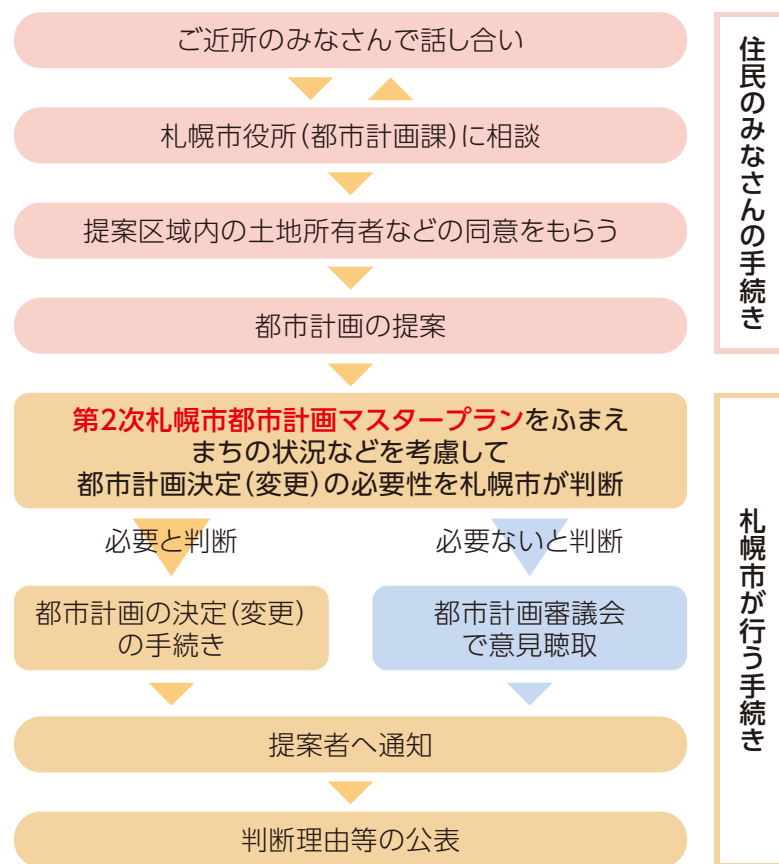 ご近所のみなさんで話し合い
札幌市役所(都市計画課)に相談
提案区域内の土地所有者などの同意をもらう
都市計画の提案
住民のみなさんの手続き
第2次札幌市都市計画マスタープランをふまえ
まちの状況などを考慮して
都市計画決定(変更)の必要性を札幌市が判断
必要と判断
必要ないと判断
都市計画の決定(変更)
の手続き
都市計画審議会
で意見聴取
提案者へ通知
判断理由等の公表
札幌市が行う手続き